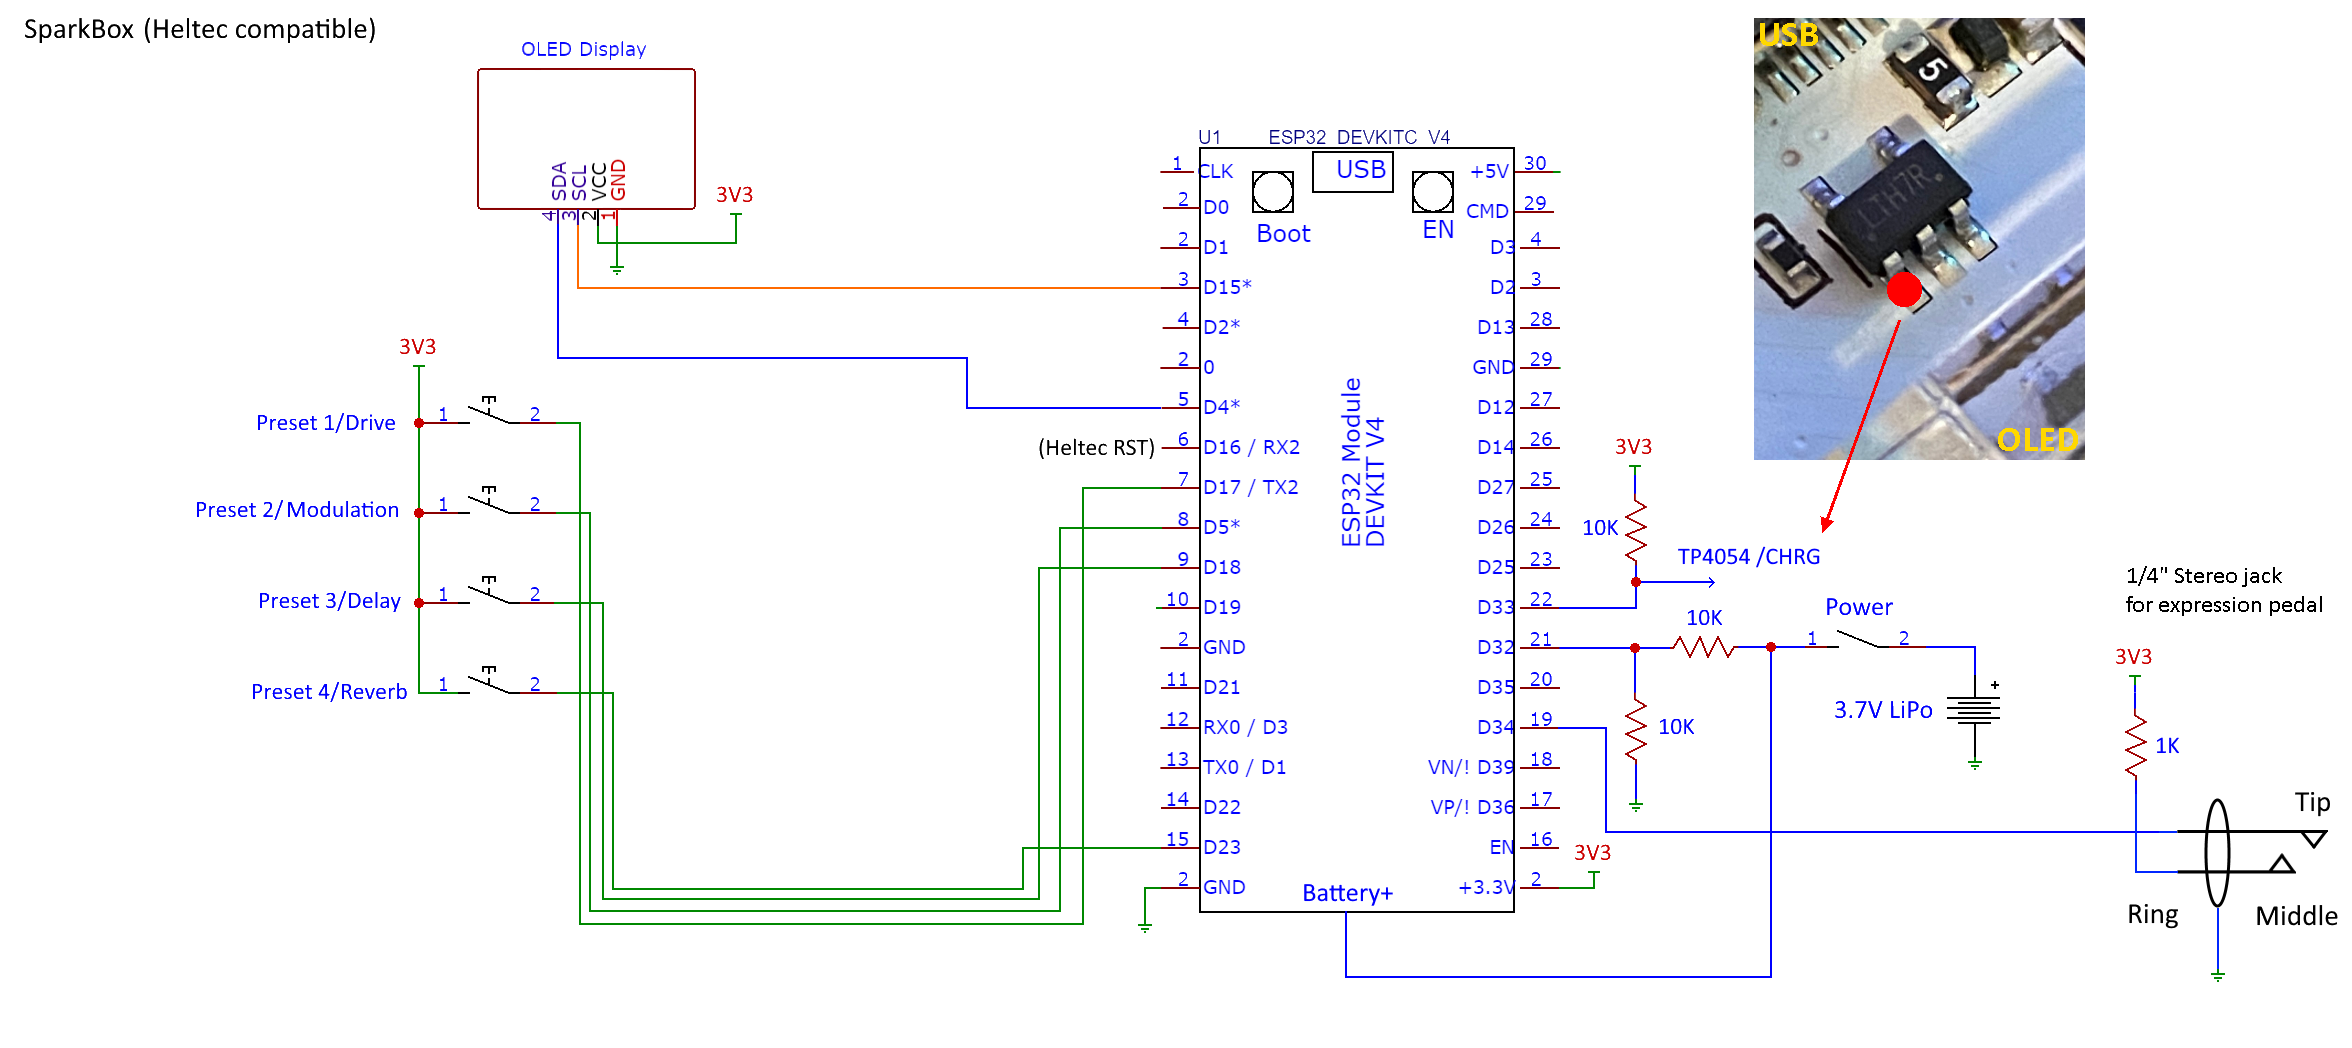 SparkBox (Heltec compatible)
OLED Display
SDA
SCL
VCC
GND
4
3
2
1
3V3
3V3
Preset 1/Drive
1
2
Preset 2/Modulation
1
2
Preset 3/Delay
1
2
Preset 4/Reverb
1
2
U1
ESP32 DEVKITC V4
USB
Boot
EN
ESP32 Module
DEVKIT V4
Battery+
1 CLK
2 D0
2 D1
3 D15*
4 D2*
2 0
5 D4*
(Heltec RST) 6 D16 / RX2
7 D17 / TX2
8 D5*
9 D18
10 D19
2 GND
11 D21
12 RX0 / D3
13 TX0 / D1
14 D22
15 D23
2 GND
+5V 30
CMD 29
D3 4
D2 3
D13 28
GND 29
D12 27
D14 26
D27 25
D26 24
D25 23
D33 22
D32 21
D35 20
D34 19
VN/! D39 18
VP/! D36 17
EN 16
+3.3V 2
3V3
3V3
10K
TP4054 /CHRG
10K
10K
Power
1
2
+
3.7V LiPo
USB
5
TH7R
OLED
1/4" Stereo jack
for expression pedal
3V3
1K
Tip
Ring
Middle